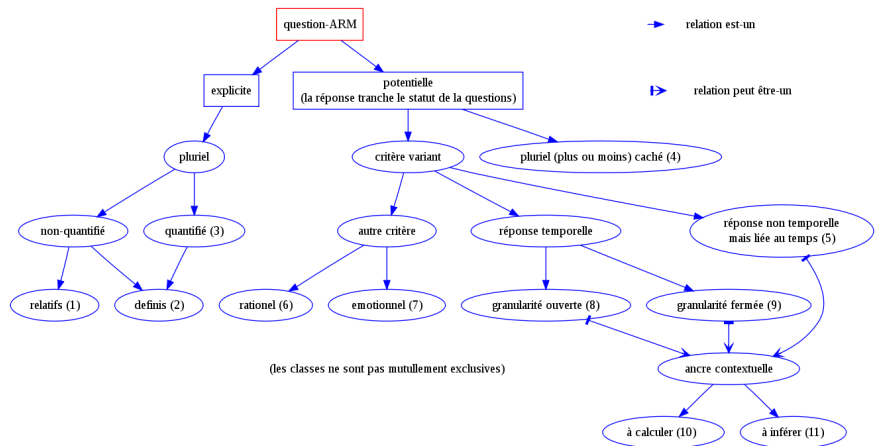 question-ARM
relation est-un
explicite
potentielle
(la réponse tranche le statut de la questions)
relation peut être-un
pluriel
critère variant
pluriel (plus ou moins) caché (4)
non-quantifié
quantifié (3)
autre critère
réponse temporelle
réponse non temporelle
mais liée au temps (5)
relatifs (1)
definis (2)
rationel (6)
emotionnel (7)
granularité ouverte (8)
granularité fermée (9)
(les classes ne sont pas mutullement exclusives)
ancre contextuelle
à calculer (10)
à inférer (11)